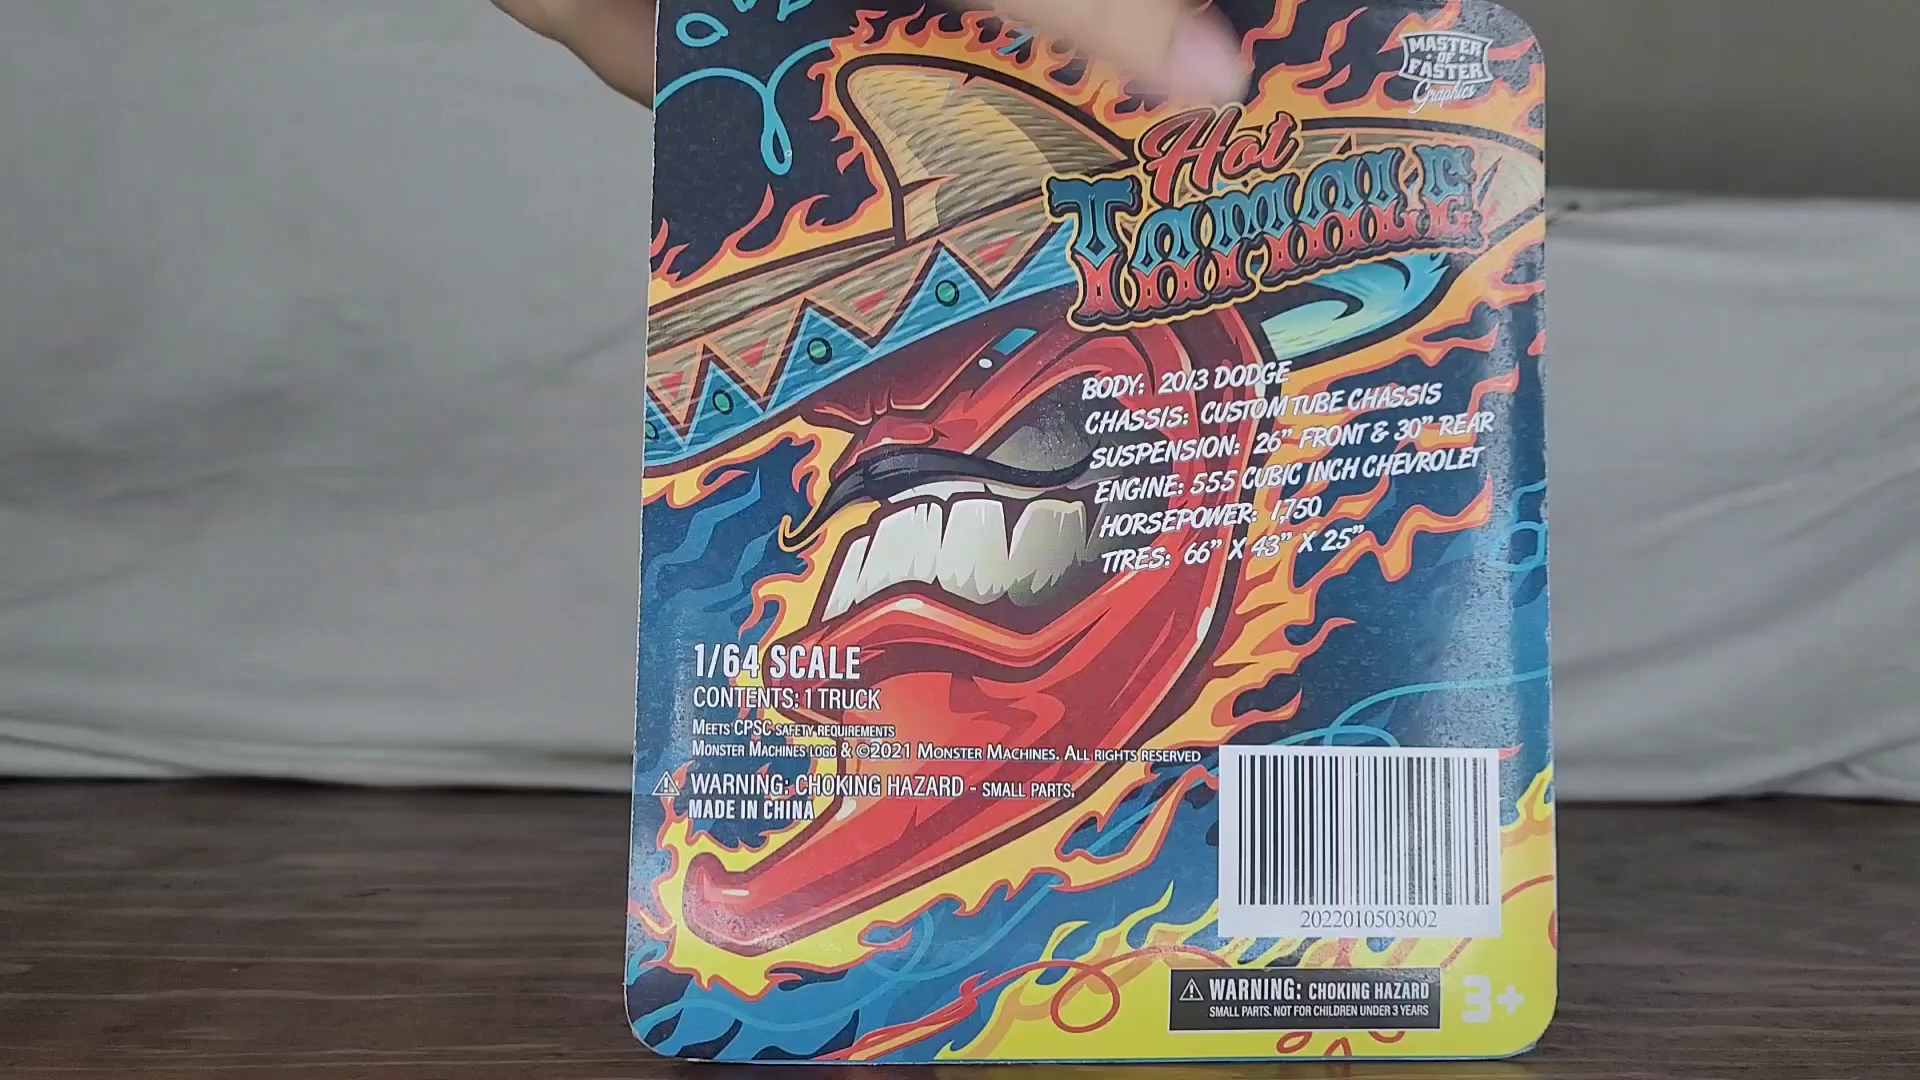 MASTER
OF
FASTER
Graphics
Hot
Tamale
BODY: 2013 DODGE
CHASSIS: CUSTOM TUBE CHASSIS
SUSPENSION: 26" FRONT & 30" REAR
ENGINE: 555 CUBIC INCH CHEVROLET
HORSEPOWER: 1,750
TIRES: 66" X 43" X 25"
1/64 SCALE
CONTENTS: 1 TRUCK
MEETS CPSC SAFETY REQUIREMENTS
MONSTER MACHINES LOGO & ©2021 MONSTER MACHINES. ALL RIGHTS RESERVED
WARNING: CHOKING HAZARD - SMALL PARTS.
MADE IN CHINA
2022010503002
WARNING: CHOKING HAZARD
SMALL PARTS. NOT FOR CHILDREN UNDER 3 YEARS
3+